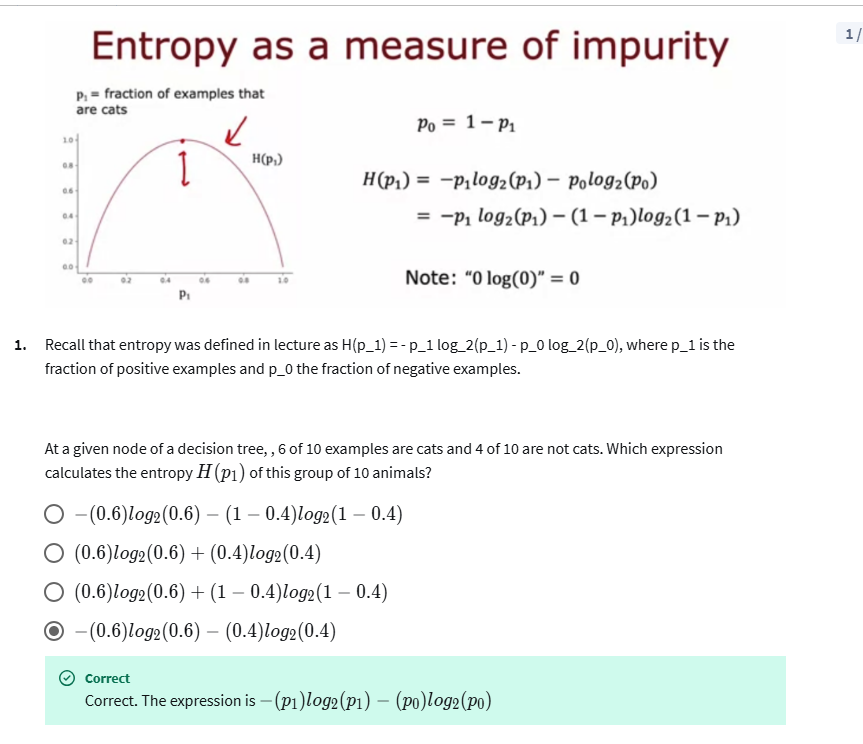 Entropy as a measure of impurity
1/
p₁ = fraction of examples that
are cats
H(p₁)
1.0
0.8
0.6
0.4
0.2
0.0
0.0 0.2 0.4 0.6 0.8 1.0
p₁
p₀ = 1 − p₁
H(p₁) = −p₁log₂(p₁) − p₀log₂(p₀)
= −p₁ log₂(p₁) − (1 − p₁)log₂(1 − p₁)
Note: “0 log(0)” = 0
1. Recall that entropy was defined in lecture as H(p_1) = - p_1 log_2(p_1) - p_0 log_2(p_0), where p_1 is the
fraction of positive examples and p_0 the fraction of negative examples.
At a given node of a decision tree, , 6 of 10 examples are cats and 4 of 10 are not cats. Which expression
calculates the entropy H(p₁) of this group of 10 animals?
−(0.6)log₂(0.6) − (1 − 0.4)log₂(1 − 0.4)
(0.6)log₂(0.6) + (0.4)log₂(0.4)
(0.6)log₂(0.6) + (1 − 0.4)log₂(1 − 0.4)
−(0.6)log₂(0.6) − (0.4)log₂(0.4)
Correct
Correct. The expression is −(p₁)log₂(p₁) − (p₀)log₂(p₀)